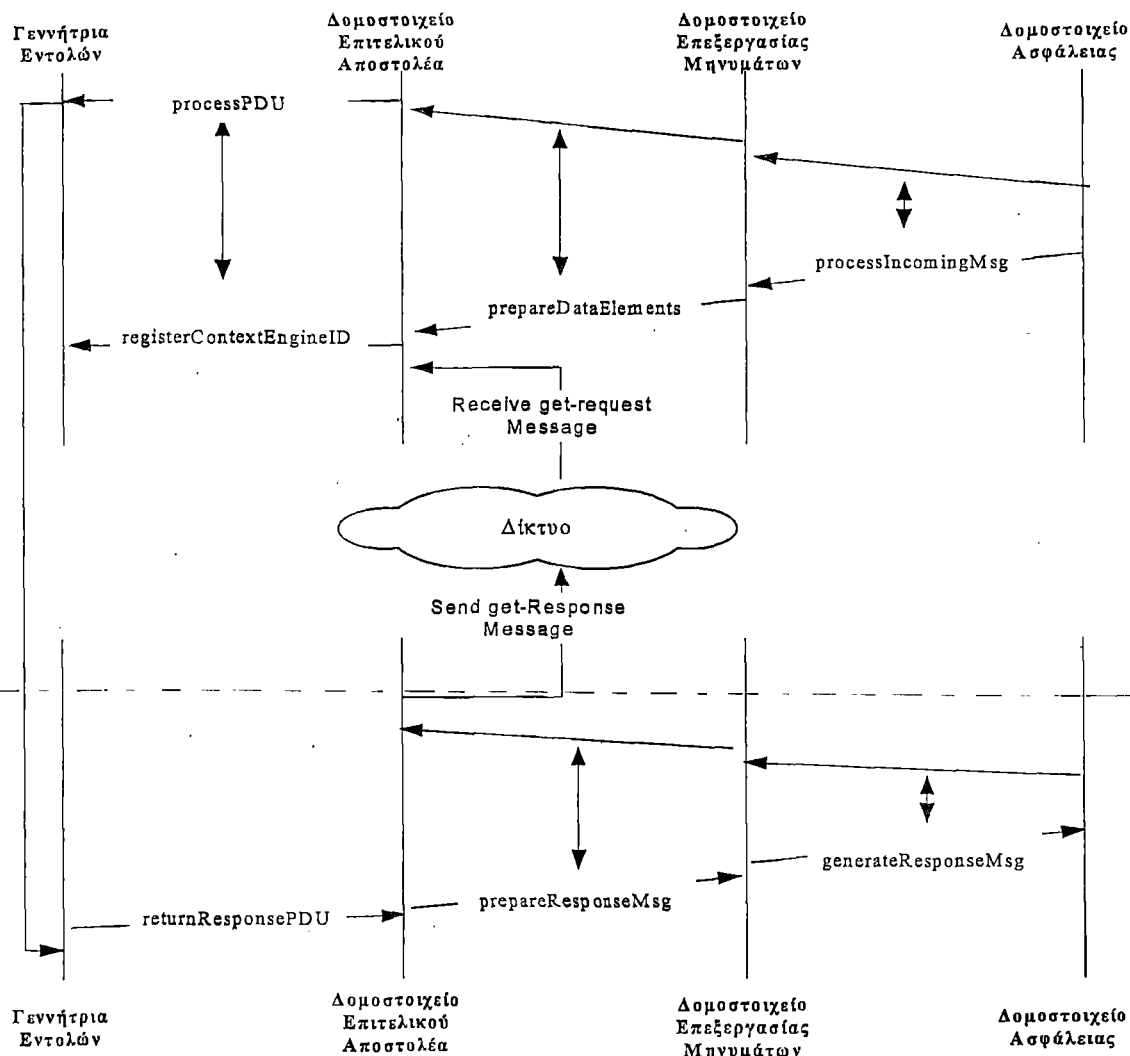 Γεννήτρια
Εντολών
Δομοστοιχείο
Επιτελικού
Αποστολέα
Δομοστοιχείο
Επεξεργασίας
Μηνυμάτων
Δομοστοιχείο
Ασφάλειας
processPDU
processIncomingMsg
prepareDataElements
registerContextEngineID
Receive get-request
Message
Δίκτυο
Send get-Response
Message
generateResponseMsg
prepareResponseMsg
returnResponsePDU
Γεννήτρια
Εντολών
Δομοστοιχείο
Επιτελικού
Αποστολέα
Δομοστοιχείο
Επεξεργασίας
Μηνυμάτων
Δομοστοιχείο
Ασφάλειας